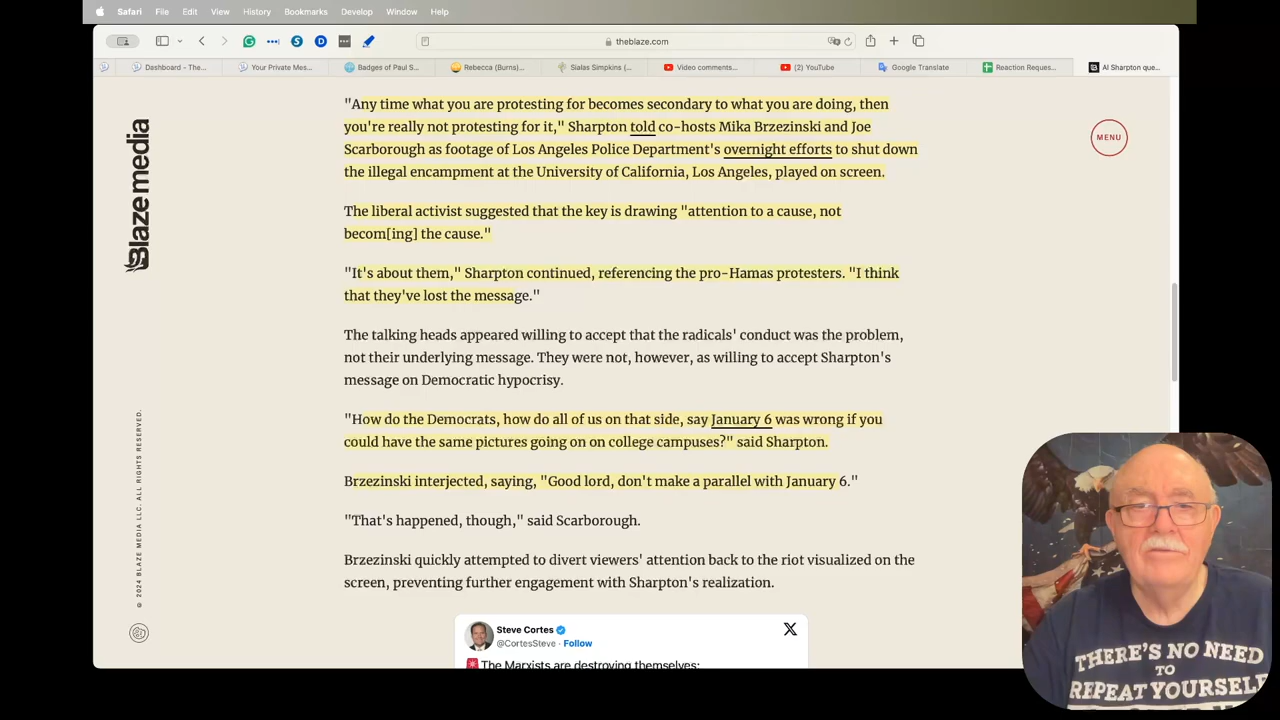 Safari File Edit View History Bookmarks Develop Window Help
theblaze.com
Dashboard - The...
Your Private Mes...
Badges of Paul S...
Rebecca (Burns)...
Sialas Simpkins (...
Video comments...
(2) YouTube
Google Translate
Reaction Reques...
Al Sharpton que...
Blaze media
© 2024 BLAZE MEDIA LLC. ALL RIGHTS RESERVED.
MENU
"Any time what you are protesting for becomes secondary to what you are doing, then
you're really not protesting for it," Sharpton told co-hosts Mika Brzezinski and Joe
Scarborough as footage of Los Angeles Police Department's overnight efforts to shut down
the illegal encampment at the University of California, Los Angeles, played on screen.
The liberal activist suggested that the key is drawing "attention to a cause, not
becom[ing] the cause."
"It's about them," Sharpton continued, referencing the pro-Hamas protesters. "I think
that they've lost the message."
The talking heads appeared willing to accept that the radicals' conduct was the problem,
not their underlying message. They were not, however, as willing to accept Sharpton's
message on Democratic hypocrisy.
"How do the Democrats, how do all of us on that side, say January 6 was wrong if you
could have the same pictures going on on college campuses?" said Sharpton.
Brzezinski interjected, saying, "Good lord, don't make a parallel with January 6."
"That's happened, though," said Scarborough.
Brzezinski quickly attempted to divert viewers' attention back to the riot visualized on the
screen, preventing further engagement with Sharpton's realization.
Steve Cortes
@CortesSteve · Follow
The Marxists are destroying themselves:
THERE'S NO NEED
TO
REPEAT YOURSELF